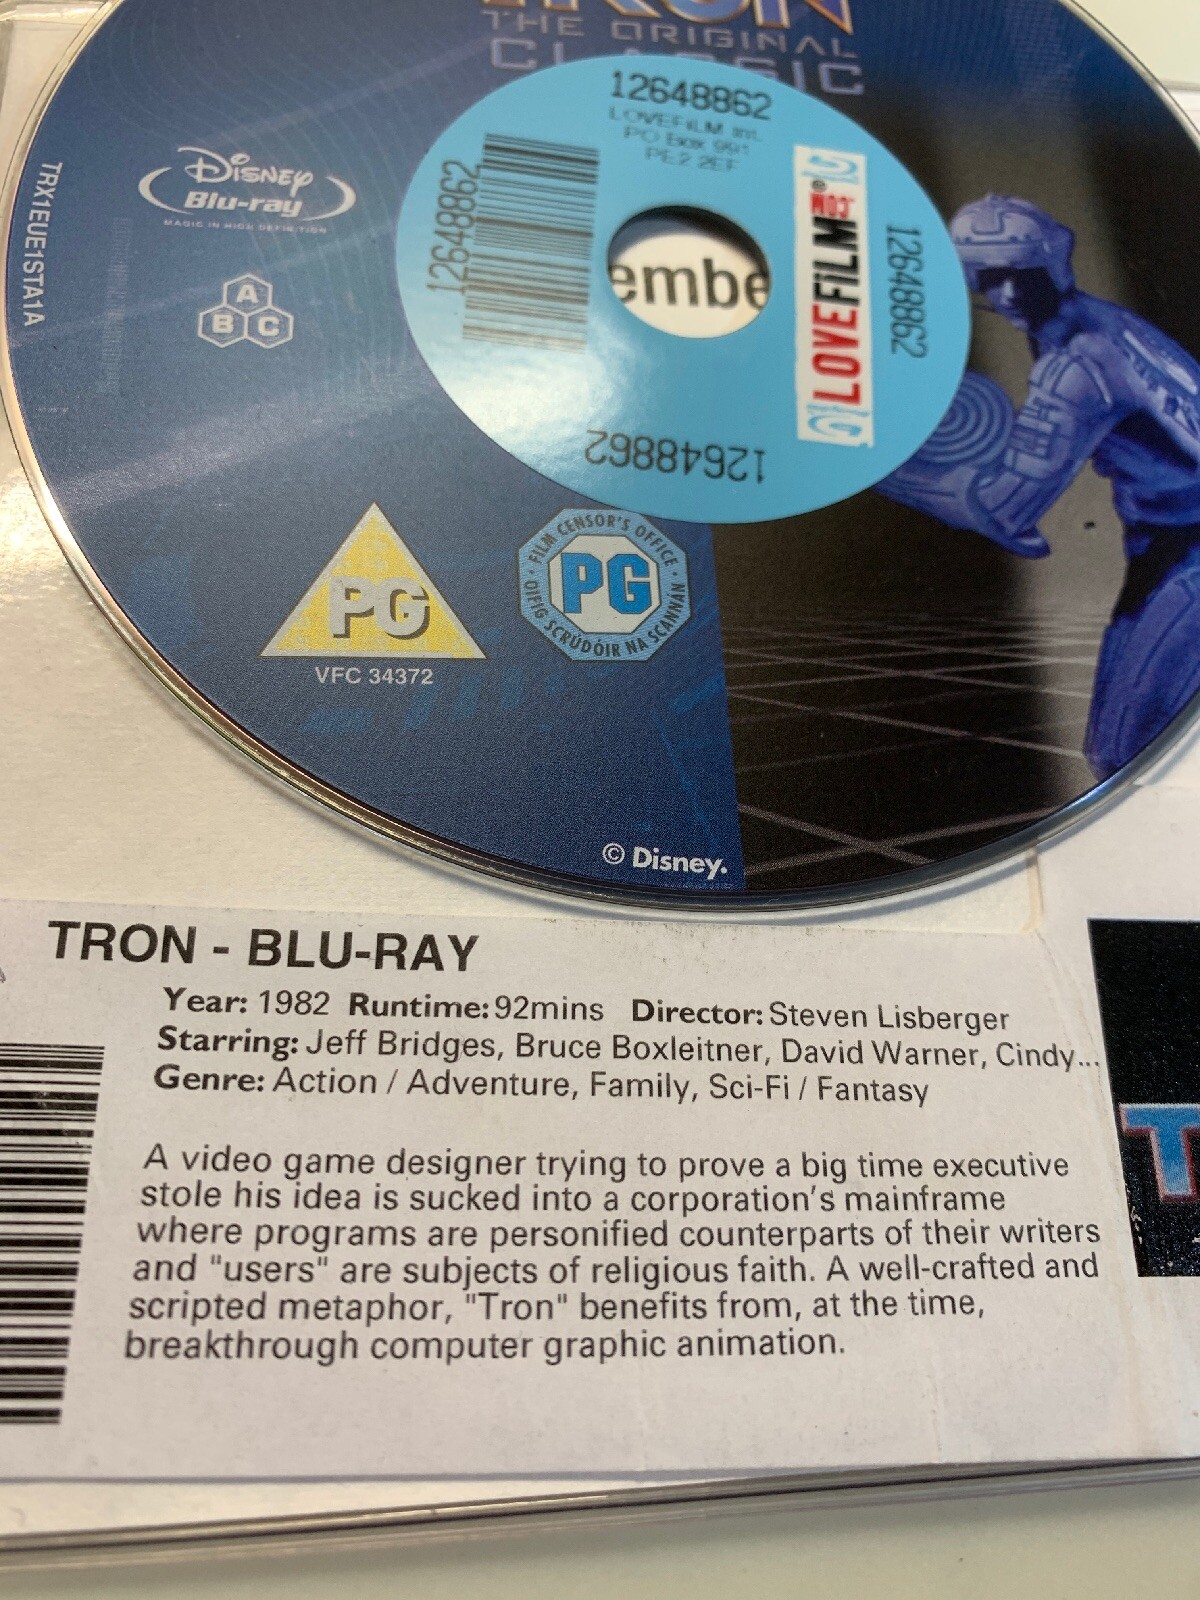 TRON
THE ORIGINAL
CLASSIC
12648862
LOVEFiLM Int.
PO Box 991
PE2 2EF
12648862
LOVEFiLM
.COM
12648862
12648862
embe
Disney
Blu-ray
MAGIC IN HIGH DEFINITION
TRX1EUE1STA1A
A
B C
PG
VFC 34372
· FILM CENSOR'S OFFICE ·
PG
OIFIG SCRÚDÓIR NA SCANNÁN
© Disney.
TRON - BLU-RAY
Year: 1982 Runtime: 92mins Director: Steven Lisberger
Starring: Jeff Bridges, Bruce Boxleitner, David Warner, Cindy...
Genre: Action / Adventure, Family, Sci-Fi / Fantasy
A video game designer trying to prove a big time executive
stole his idea is sucked into a corporation's mainframe
where programs are personified counterparts of their writers
and "users" are subjects of religious faith. A well-crafted and
scripted metaphor, "Tron" benefits from, at the time,
breakthrough computer graphic animation.
T